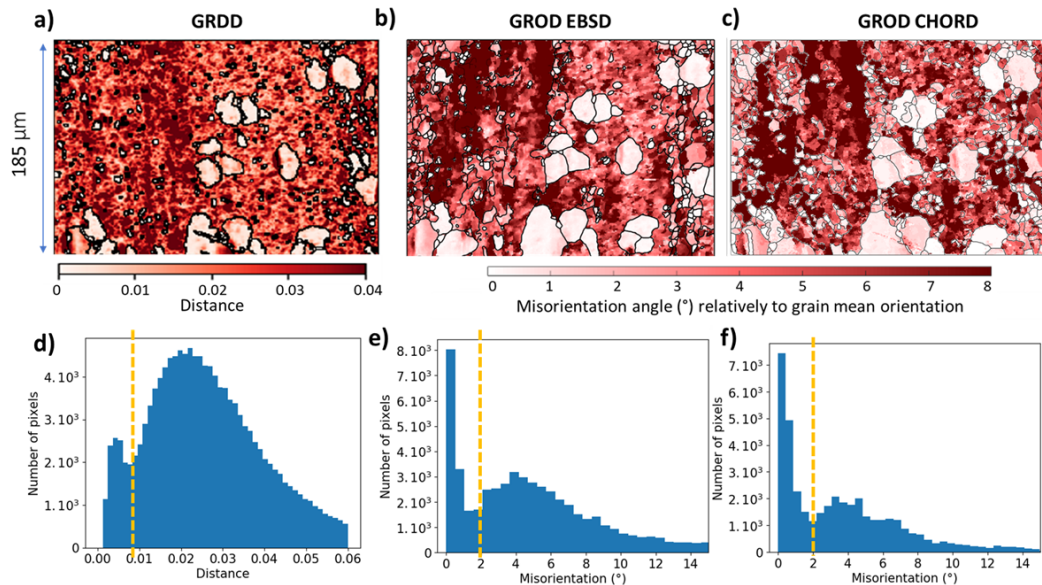 a) GRDD
b) GROD EBSD
c) GROD CHORD
185 µm
0 0.01 0.02 0.03 0.04
Distance
0 1 2 3 4 5 6 7 8
Misorientation angle (°) relatively to grain mean orientation
d)
Number of pixels
4.10³
3.10³
2.10³
1.10³
0
0.00 0.01 0.02 0.03 0.04 0.05 0.06
Distance
e)
Number of pixels
8.10³
7.10³
6.10³
5.10³
4.10³
3.10³
2.10³
1.10³
0
0 2 4 6 8 10 12 14
Misorientation (°)
f)
Number of pixels
8.10³
7.10³
6.10³
5.10³
4.10³
3.10³
2.10³
1.10³
0
0 2 4 6 8 10 12 14
Misorientation (°)